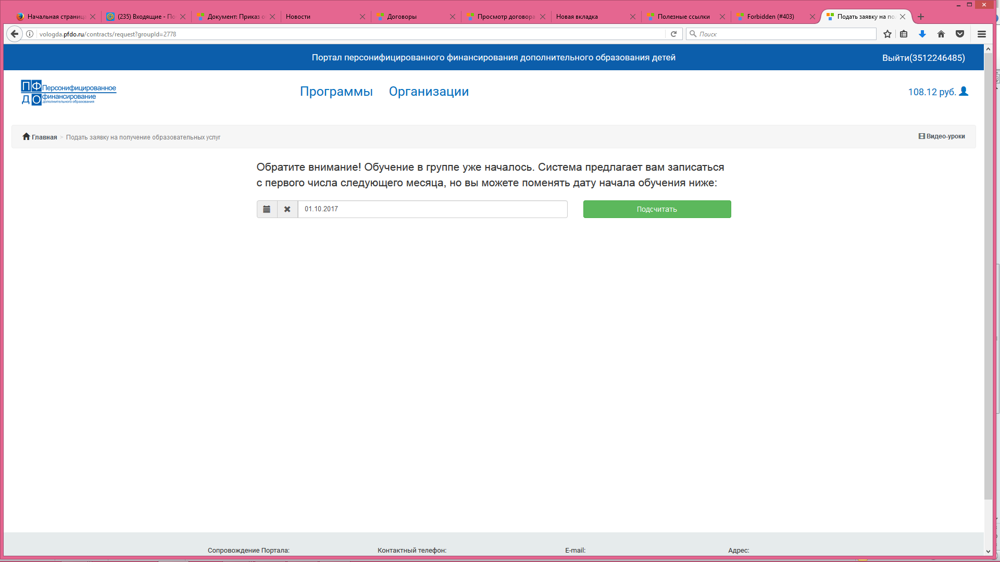 Начальная страница
(235) Входящие - По
Документ: Приказ о
Новости
Договоры
Просмотр договора
Новая вкладка
Полезные ссылки
Forbidden (#403)
Подать заявку на по
vologda.pfdo.ru/contracts/request?groupId=2778
Поиск
Портал персонифицированного финансирования дополнительного образования детей
Выйти(3512246485)
ПФ Персонифицированное
ДО финансирование
дополнительного образования
Программы Организации
108.12 руб.
Главная > Подать заявку на получение образовательных услуг
Видео-уроки
Обратите внимание! Обучение в группе уже началось. Система предлагает вам записаться
с первого числа следующего месяца, но вы можете поменять дату начала обучения ниже:
01.10.2017
Подсчитать
Сопровождение Портала: Контактный телефон: E-mail: Адрес: